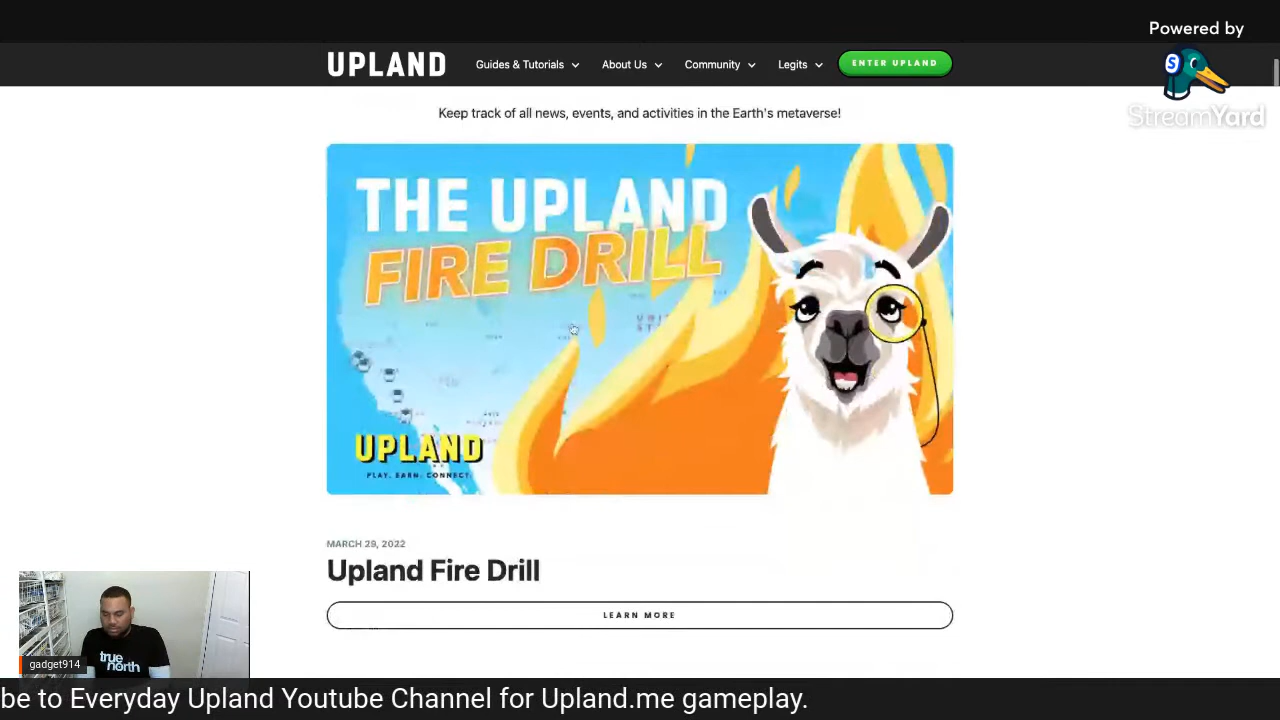 Powered by
StreamYard
UPLAND
Guides & Tutorials
About Us
Community
Legits
ENTER UPLAND
Keep track of all news, events, and activities in the Earth's metaverse!
THE UPLAND
FIRE DRILL
UPLAND
PLAY. EARN. CONNECT.
MARCH 29, 2022
Upland Fire Drill
LEARN MORE
true
north
gadget914
be to Everyday Upland Youtube Channel for Upland.me gameplay.